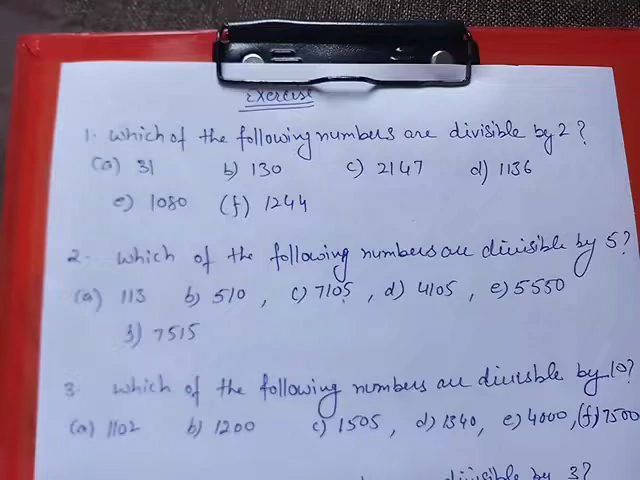 Exercise
1. Which of the following numbers are divisible by 2?
(a) 31 b) 130 c) 2147 d) 1136
e) 1080 (f) 1244
2. Which of the following numbers are divisible by 5?
(a) 113 b) 510, c) 7105, d) 4105, e) 5550
f) 7515
3. Which of the following numbers are divisible by 10?
(a) 1102 b) 1200 c) 1505, d) 1340, e) 4000, (f) 7500
divisible by 3?